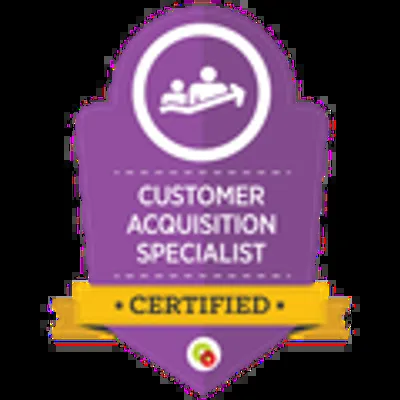 CUSTOMER
ACQUISITION
SPECIALIST
• CERTIFIED •